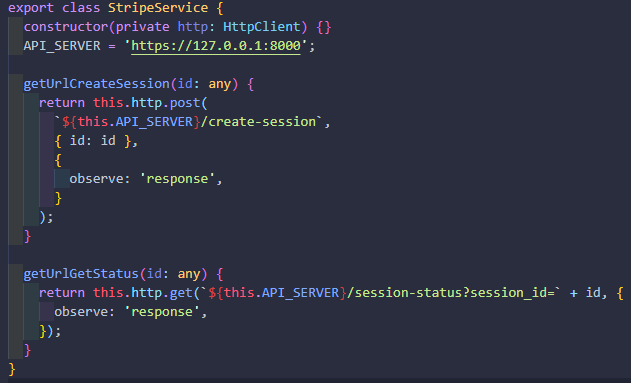 export class StripeService {
  constructor(private http: HttpClient) {}
  API_SERVER = 'https://127.0.0.1:8000';

  getUrlCreateSession(id: any) {
    return this.http.post(
      `${this.API_SERVER}/create-session`,
      { id: id },
      {
        observe: 'response',
      }
    );
  }

  getUrlGetStatus(id: any) {
    return this.http.get(`${this.API_SERVER}/session-status?session_id=` + id, {
      observe: 'response',
    });
  }
}